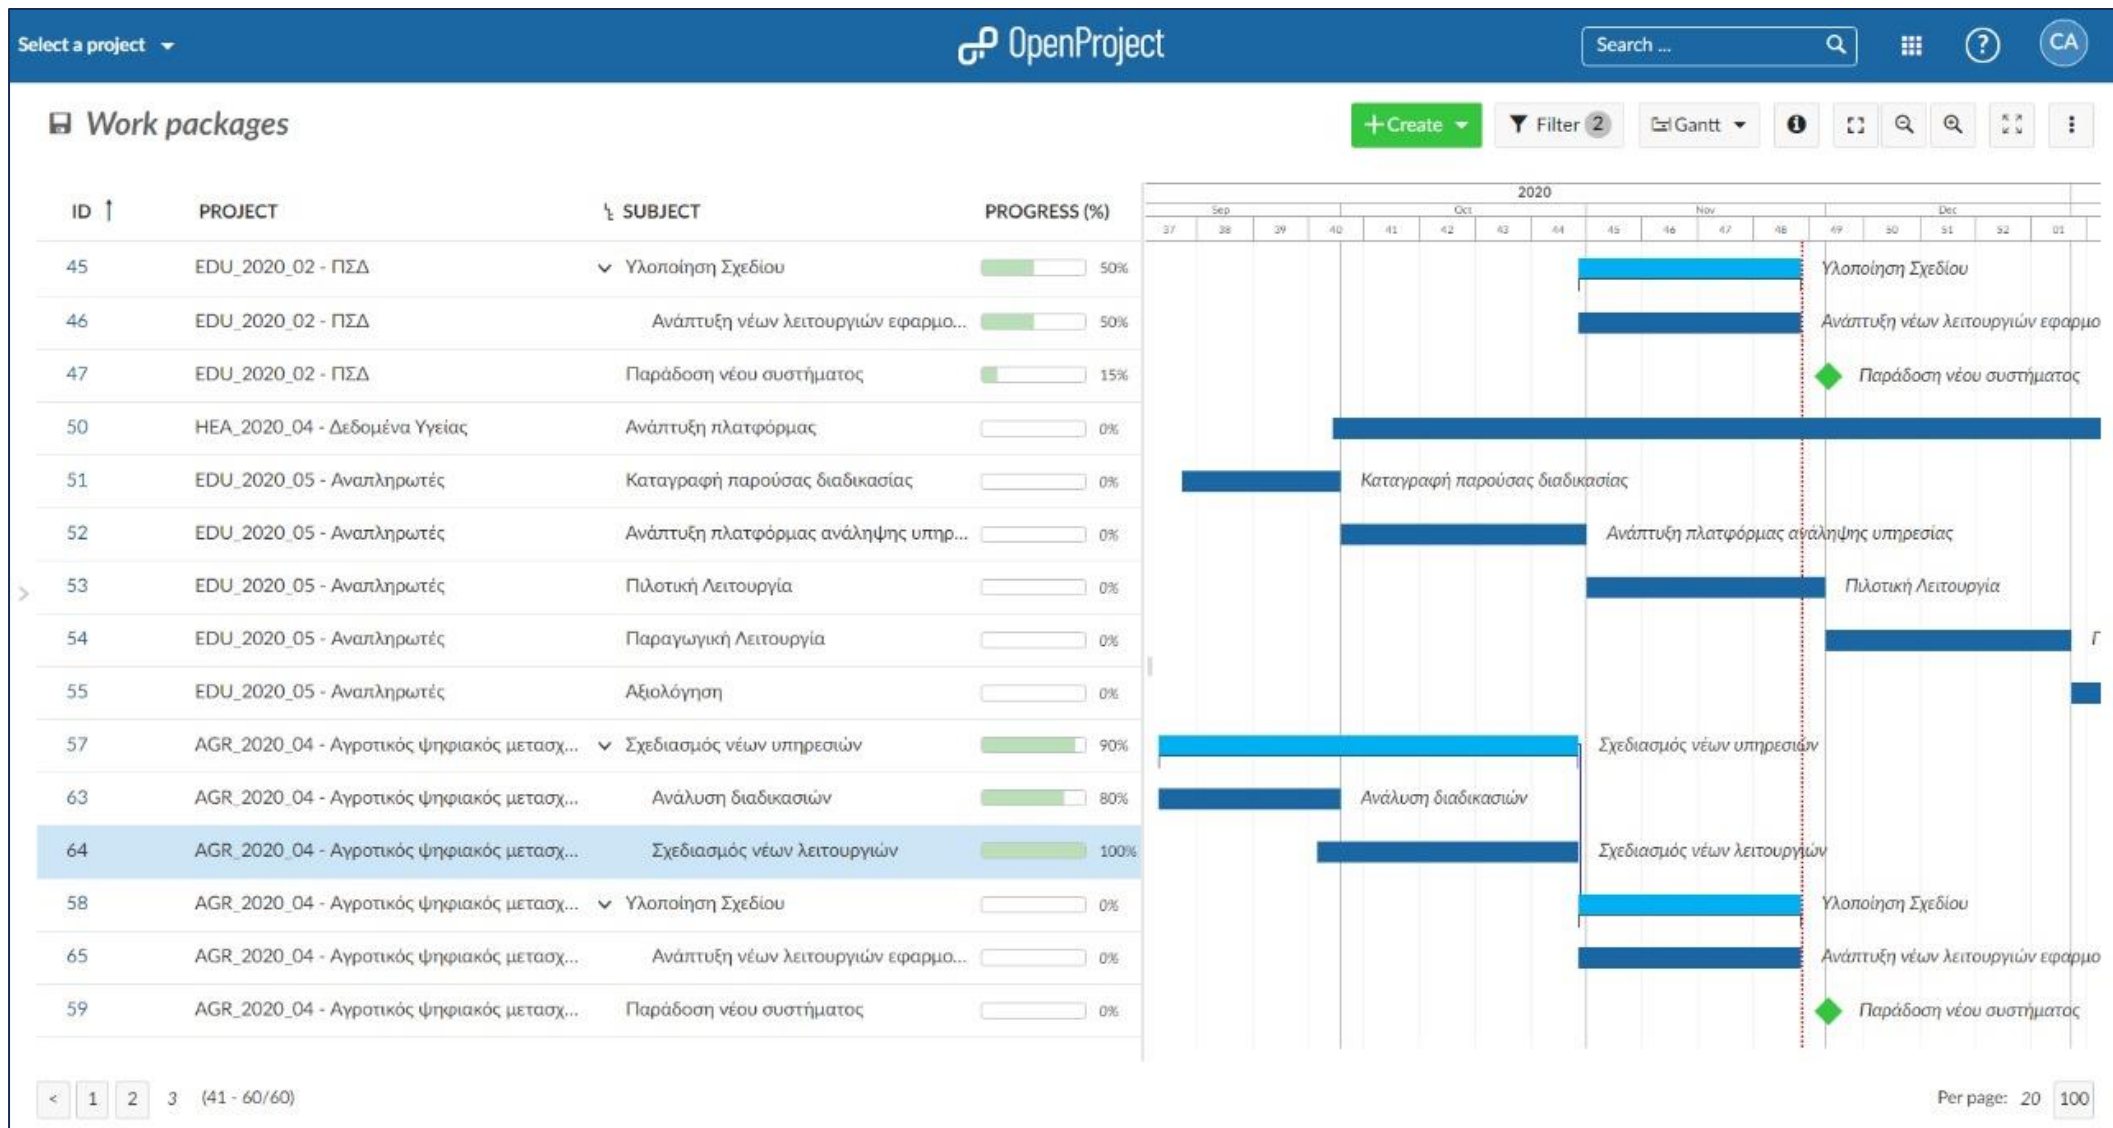 Select a project
OpenProject
Search ...
?
CA
Work packages
+ Create
Filter 2
Gantt
ID ↑ PROJECT SUBJECT PROGRESS (%)
2020
Sep Oct Nov Dec
37 38 39 40 41 42 43 44 45 46 47 48 49 50 51 52 01
45 EDU_2020_02 - ΠΣΔ Υλοποίηση Σχεδίου 50% Υλοποίηση Σχεδίου
46 EDU_2020_02 - ΠΣΔ Ανάπτυξη νέων λειτουργιών εφαρμο... 50% Ανάπτυξη νέων λειτουργιών εφαρμο
47 EDU_2020_02 - ΠΣΔ Παράδοση νέου συστήματος 15% Παράδοση νέου συστήματος
50 HEA_2020_04 - Δεδομένα Υγείας Ανάπτυξη πλατφόρμας 0%
51 EDU_2020_05 - Αναπληρωτές Καταγραφή παρούσας διαδικασίας 0% Καταγραφή παρούσας διαδικασίας
52 EDU_2020_05 - Αναπληρωτές Ανάπτυξη πλατφόρμας ανάληψης υπηρ... 0% Ανάπτυξη πλατφόρμας ανάληψης υπηρεσίας
53 EDU_2020_05 - Αναπληρωτές Πιλοτική Λειτουργία 0% Πιλοτική Λειτουργία
54 EDU_2020_05 - Αναπληρωτές Παραγωγική Λειτουργία 0%
55 EDU_2020_05 - Αναπληρωτές Αξιολόγηση 0%
57 AGR_2020_04 - Αγροτικός ψηφιακός μετασχ... Σχεδιασμός νέων υπηρεσιών 90% Σχεδιασμός νέων υπηρεσιών
63 AGR_2020_04 - Αγροτικός ψηφιακός μετασχ... Ανάλυση διαδικασιών 80% Ανάλυση διαδικασιών
64 AGR_2020_04 - Αγροτικός ψηφιακός μετασχ... Σχεδιασμός νέων λειτουργιών 100% Σχεδιασμός νέων λειτουργιών
58 AGR_2020_04 - Αγροτικός ψηφιακός μετασχ... Υλοποίηση Σχεδίου 0% Υλοποίηση Σχεδίου
65 AGR_2020_04 - Αγροτικός ψηφιακός μετασχ... Ανάπτυξη νέων λειτουργιών εφαρμο... 0% Ανάπτυξη νέων λειτουργιών εφαρμο
59 AGR_2020_04 - Αγροτικός ψηφιακός μετασχ... Παράδοση νέου συστήματος 0% Παράδοση νέου συστήματος
< 1 2 3 (41 - 60/60) Per page: 20 100